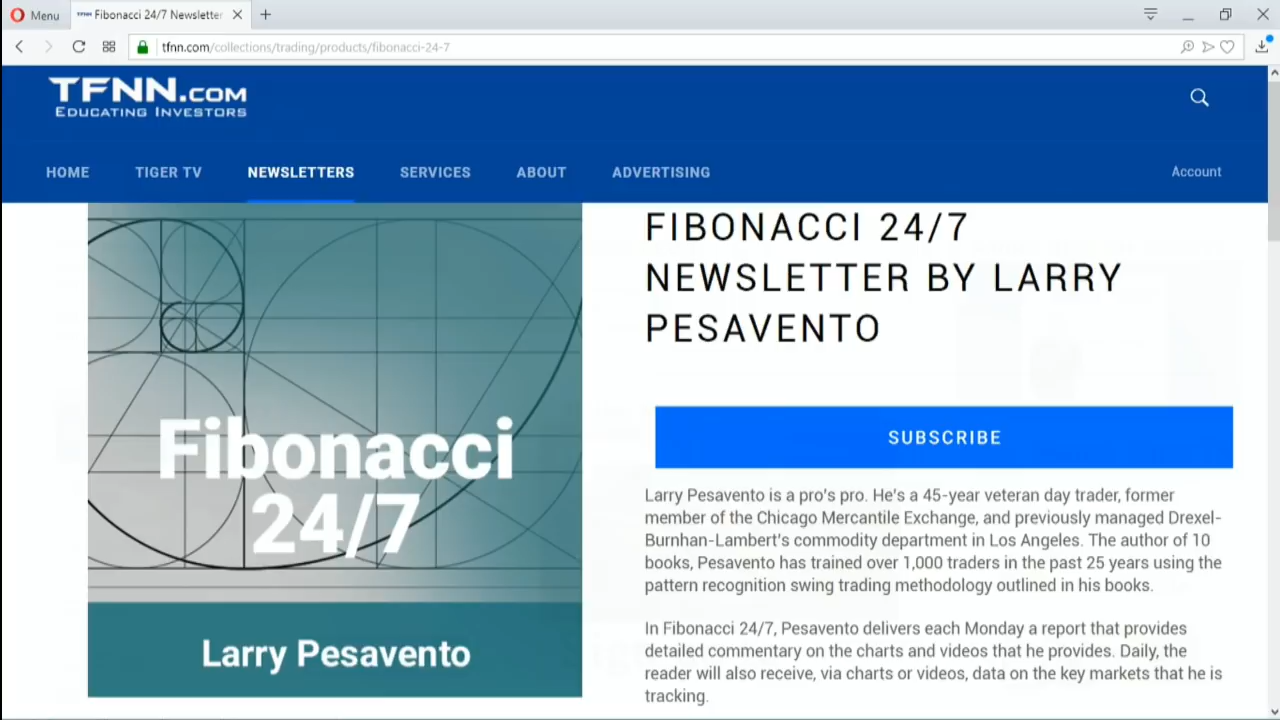 Menu
Fibonacci 24/7 Newsletter
tfnn.com/collections/trading/products/fibonacci-24-7
TFNN.COM
EDUCATING INVESTORS
HOME
TIGER TV
NEWSLETTERS
SERVICES
ABOUT
ADVERTISING
Account
Fibonacci
24/7
Larry Pesavento
FIBONACCI 24/7
NEWSLETTER BY LARRY
PESAVENTO
SUBSCRIBE
Larry Pesavento is a pro's pro. He's a 45-year veteran day trader, former
member of the Chicago Mercantile Exchange, and previously managed Drexel-
Burnhan-Lambert's commodity department in Los Angeles. The author of 10
books, Pesavento has trained over 1,000 traders in the past 25 years using the
pattern recognition swing trading methodology outlined in his books.
In Fibonacci 24/7, Pesavento delivers each Monday a report that provides
detailed commentary on the charts and videos that he provides. Daily, the
reader will also receive, via charts or videos, data on the key markets that he is
tracking.